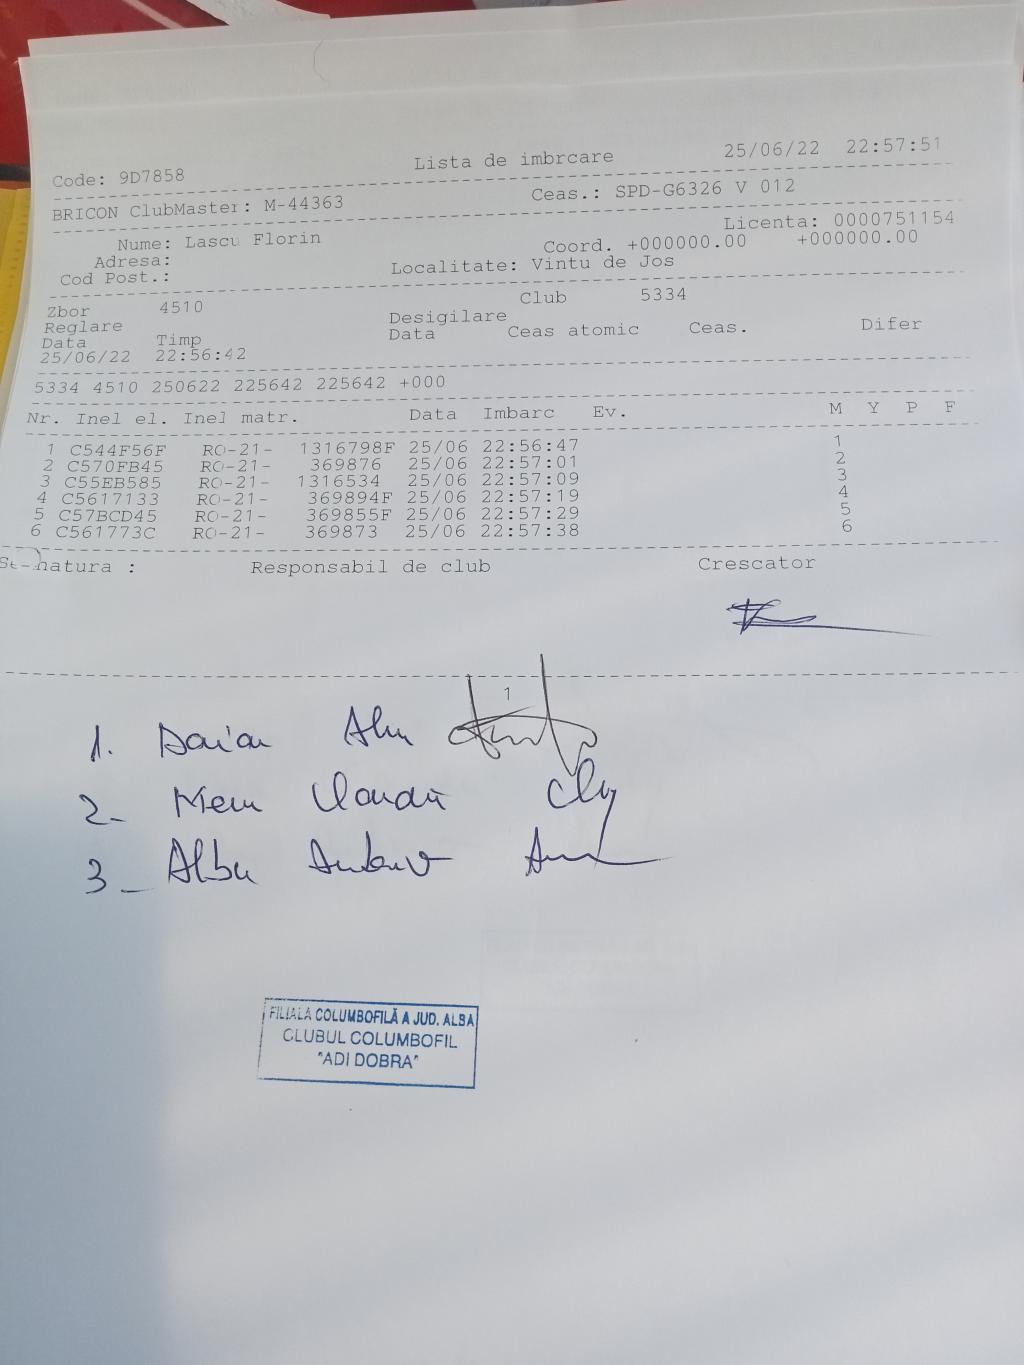 Code: 9D7858 Lista de imbrcare 25/06/22 22:57:51
BRICON ClubMaster: M-44363 Ceas.: SPD-G6326 V 012
Licenta: 0000751154
Nume: Lascu Florin Coord. +000000.00 +000000.00
Adresa:
Cod Post.: Localitate: Vintu de Jos
Zbor 4510 Club 5334
Reglare Desigilare
Data Timp Data Ceas atomic Ceas. Difer
25/06/22 22:56:42
5334 4510 250622 225642 225642 +000
Nr. Inel el. Inel matr. Data Imbarc Ev. M Y P F
1 C544F56F RO-21- 1316798F 25/06 22:56:47 1
2 C570FB45 RO-21- 369876 25/06 22:57:01 2
3 C55EB585 RO-21- 1316534 25/06 22:57:09 3
4 C5617133 RO-21- 369894F 25/06 22:57:19 4
5 C57BCD45 RO-21- 369855F 25/06 22:57:29 5
6 C561773C RO-21- 369873 25/06 22:57:38 6
: Responsabil de club Crescator
1
1.
2-
3- Albu
FILIALA COLUMBOFILĂ A JUD. ALBA
CLUBUL COLUMBOFIL
"ADI DOBRA"